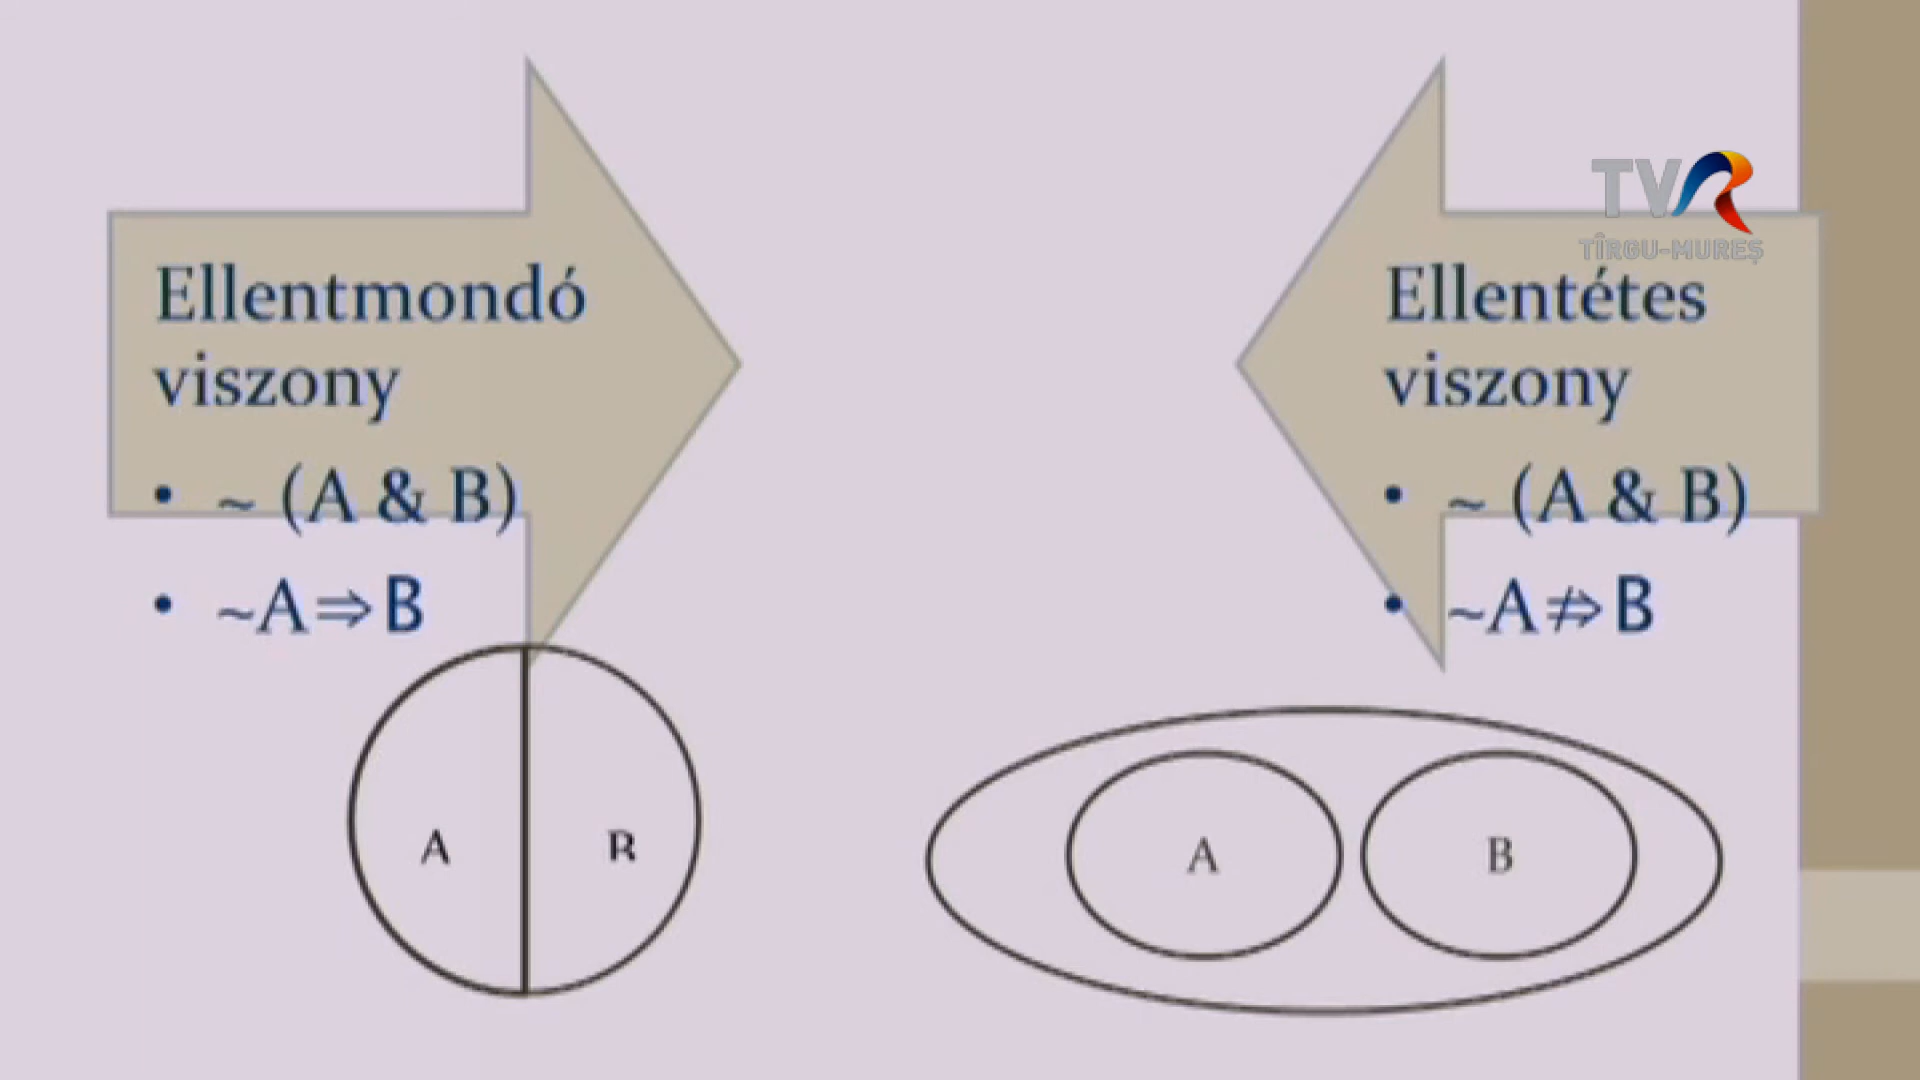 Ellentmondó
viszony
• ~ (A & B)
• ~A⇒B
A B
TVR
TÎRGU-MUREȘ
Ellentétes
viszony
• ~ (A & B)
• ~A⇏B
A B